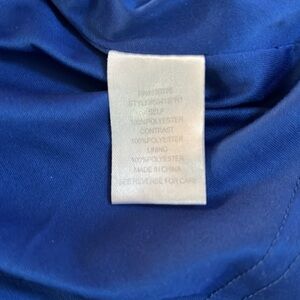 SELF
100%POLYESTER
CONTRAST
100%POLYESTER
LINING
100%POLYESTER
MADE IN CHINA
SEE REVERSE FOR CARE